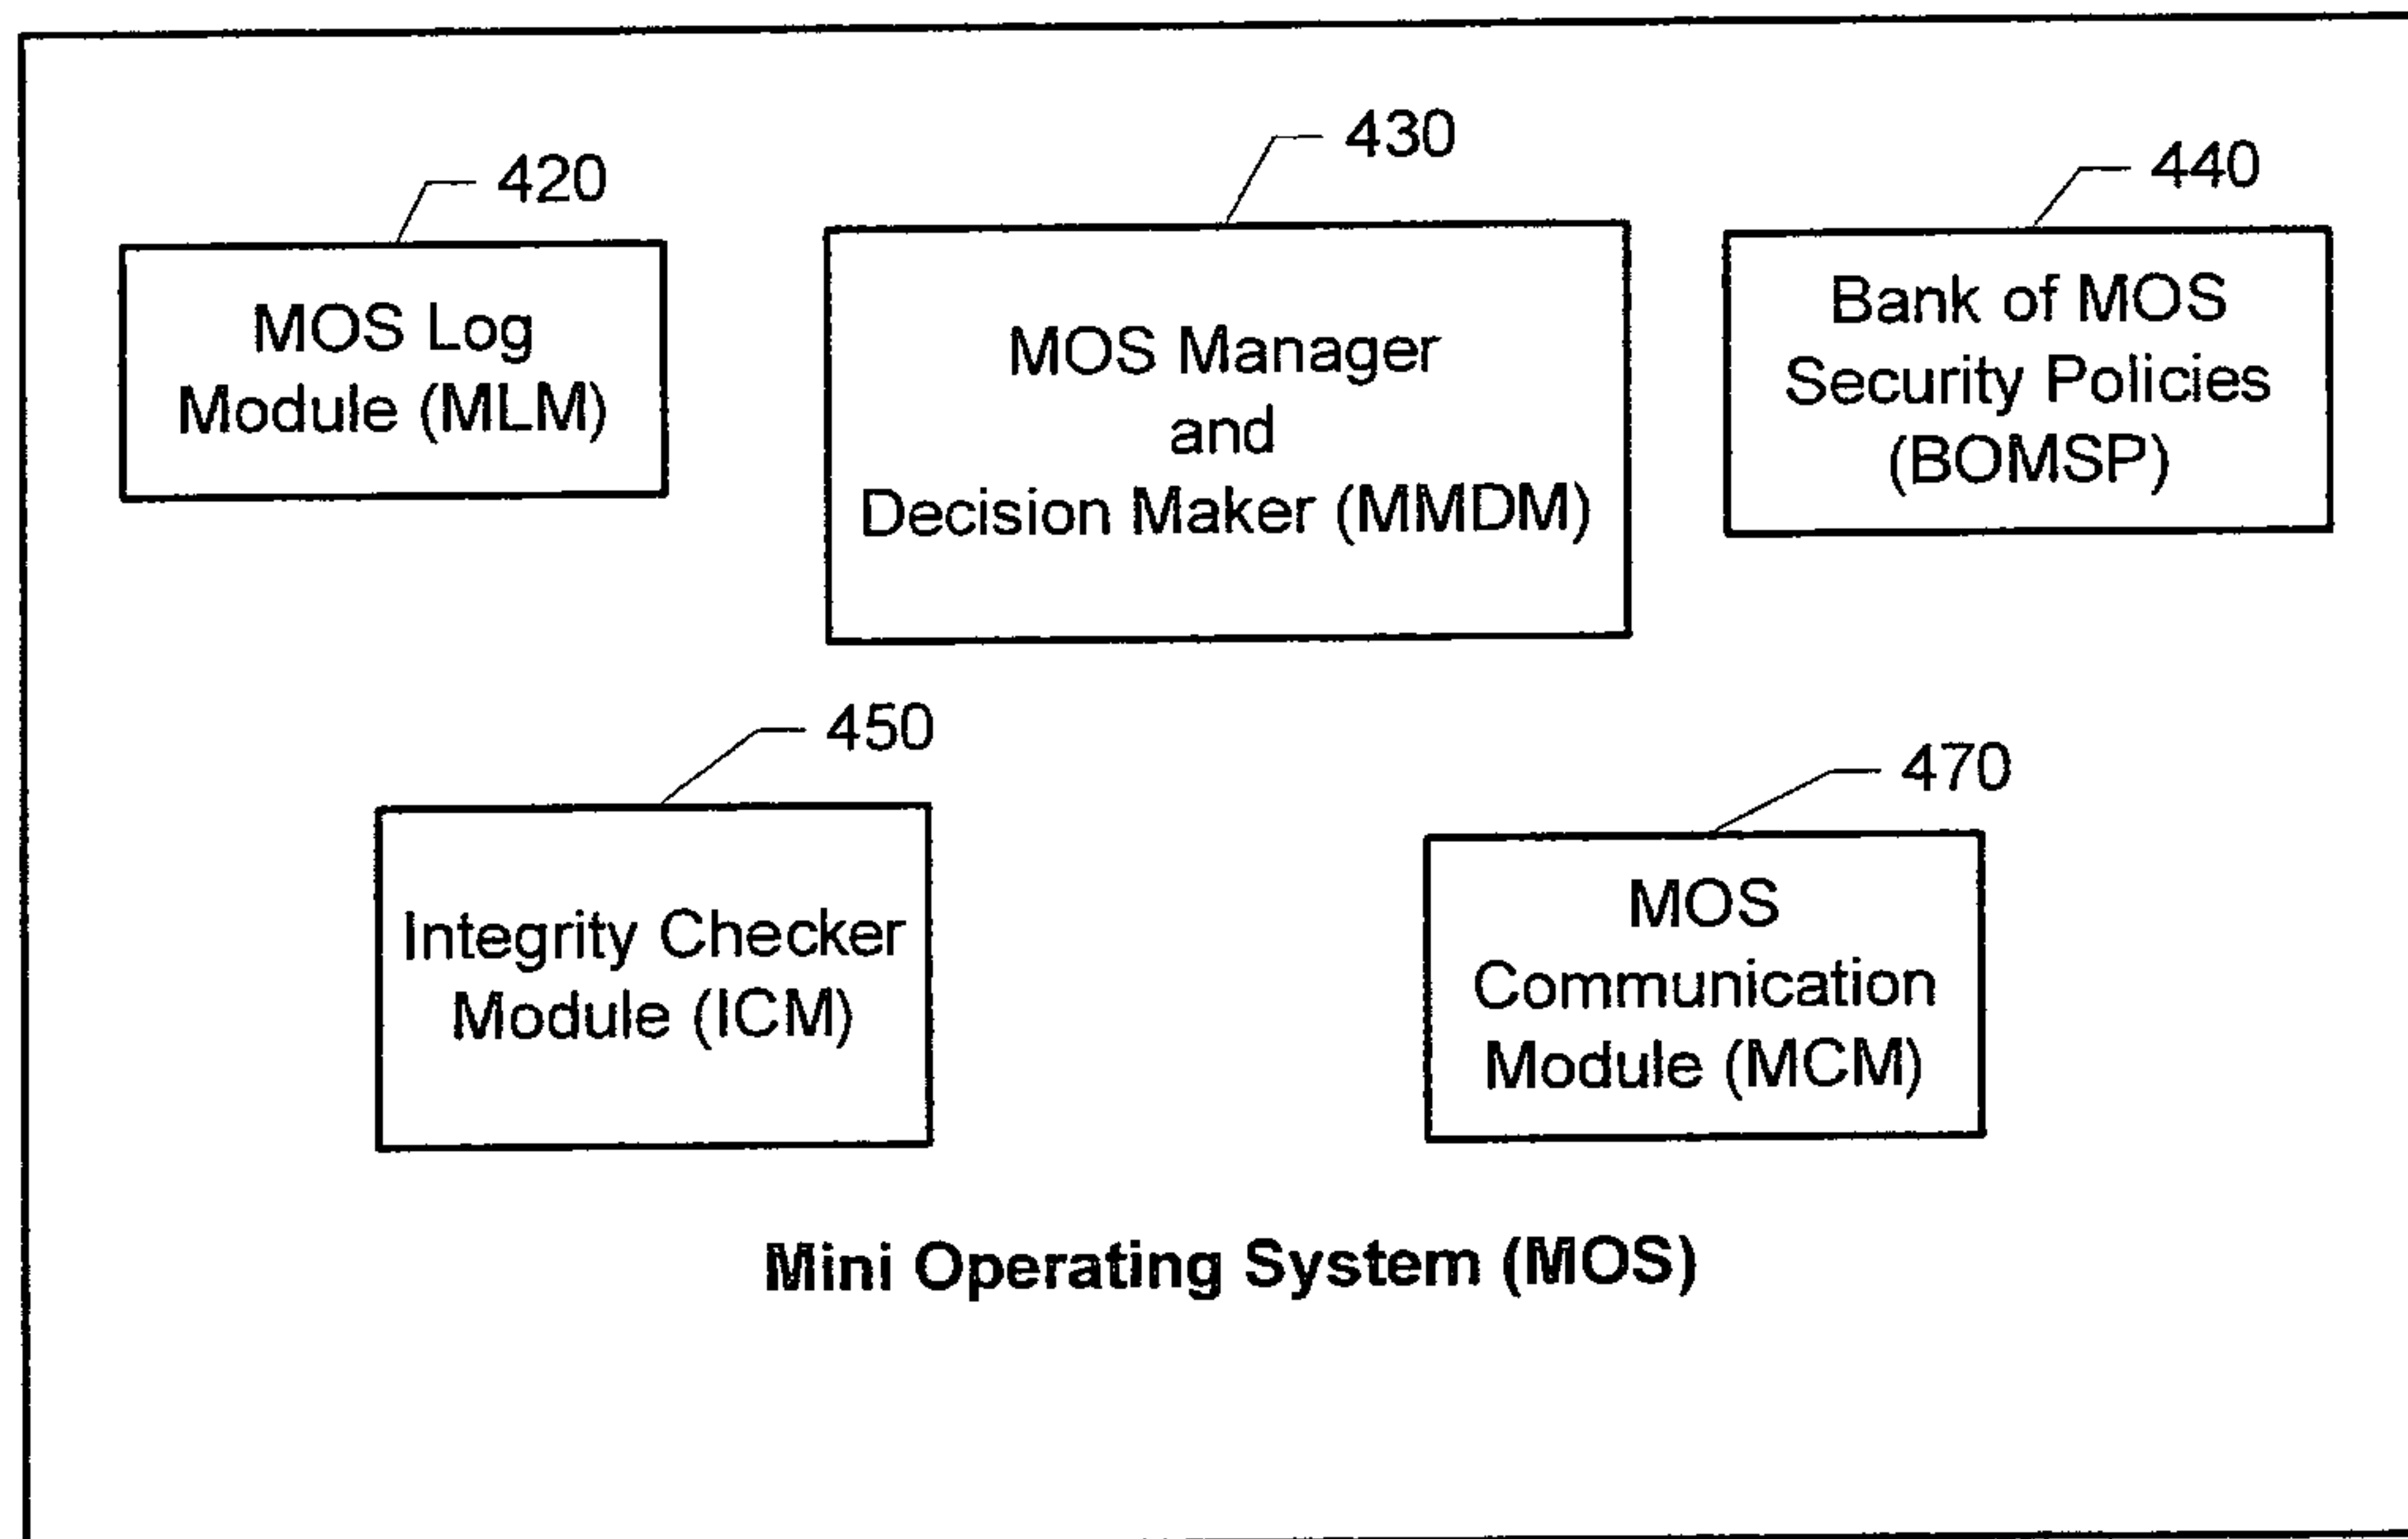 420
MOS Log
Module (MLM)
430
MOS Manager
and
Decision Maker (MMDM)
440
Bank of MOS
Security Policies
(BOMSP)
450
Integrity Checker
Module (ICM)
470
MOS
Communication
Module (MCM)
Mini Operating System (MOS)